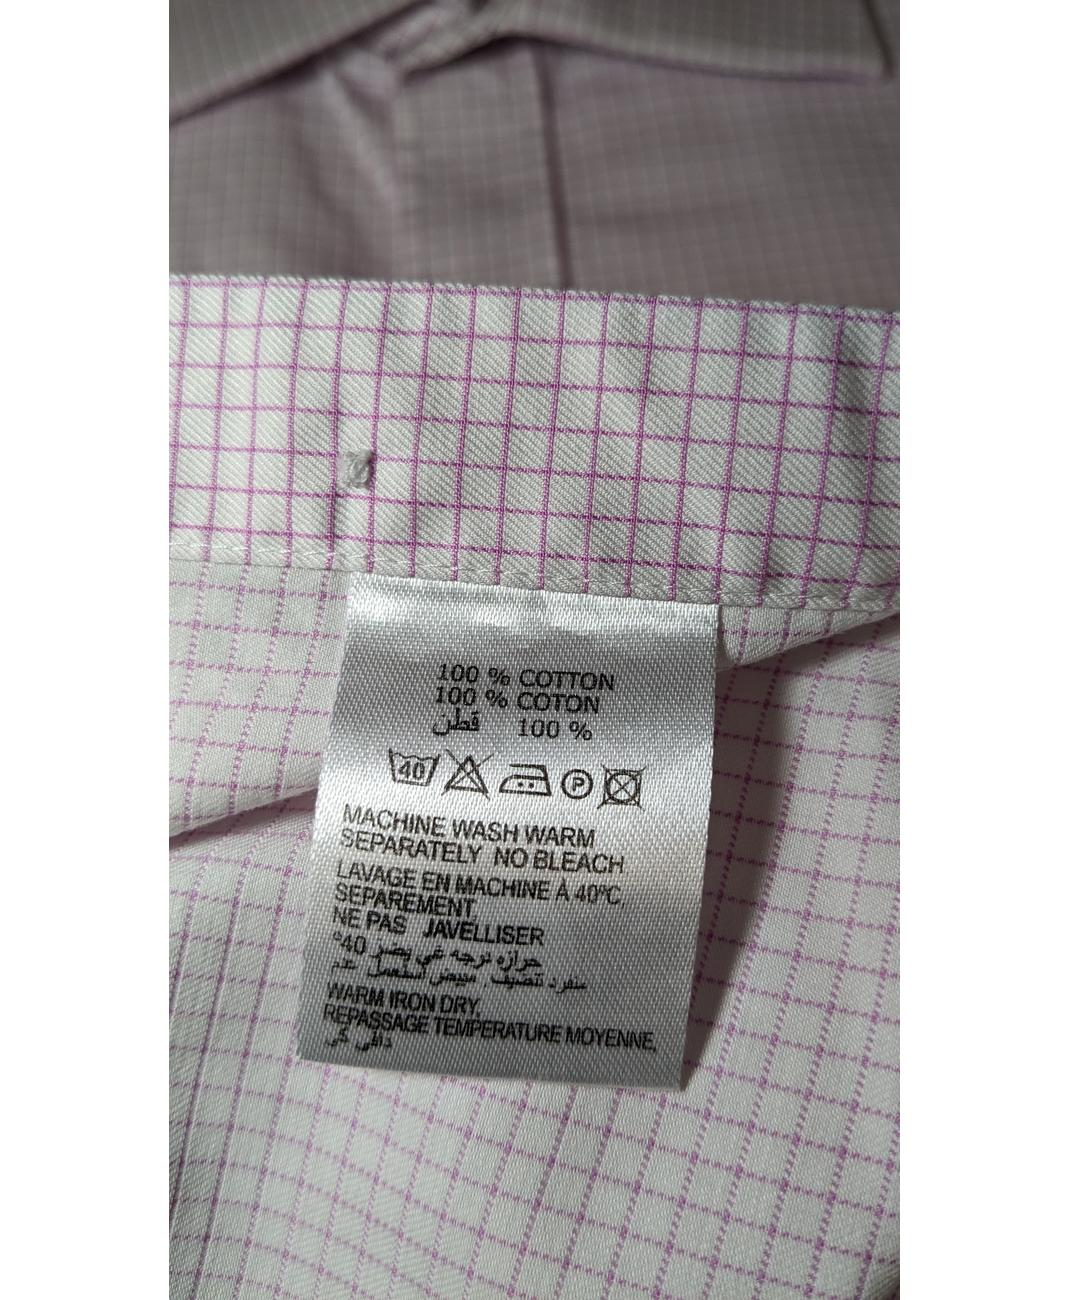 100 % COTTON
100 % COTON
قطن 100 %
40
P
MACHINE WASH WARM
SEPARATELY NO BLEACH
LAVAGE EN MACHINE À 40°C,
SEPAREMENT
NE PAS JAVELLISER
40°
WARM IRON DRY,
REPASSAGE TEMPERATURE MOYENNE,